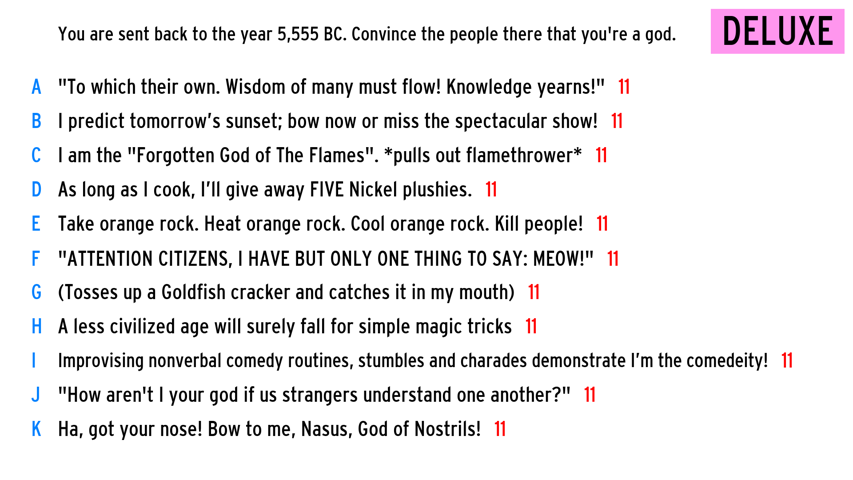 You are sent back to the year 5,555 BC. Convince the people there that you're a god.
DELUXE
A "To which their own. Wisdom of many must flow! Knowledge yearns!" 11
B I predict tomorrow’s sunset; bow now or miss the spectacular show! 11
C I am the "Forgotten God of The Flames". *pulls out flamethrower* 11
D As long as I cook, I’ll give away FIVE Nickel plushies. 11
E Take orange rock. Heat orange rock. Cool orange rock. Kill people! 11
F "ATTENTION CITIZENS, I HAVE BUT ONLY ONE THING TO SAY: MEOW!" 11
G (Tosses up a Goldfish cracker and catches it in my mouth) 11
H A less civilized age will surely fall for simple magic tricks 11
I Improvising nonverbal comedy routines, stumbles and charades demonstrate I’m the comedeity! 11
J "How aren't I your god if us strangers understand one another?" 11
K Ha, got your nose! Bow to me, Nasus, God of Nostrils! 11